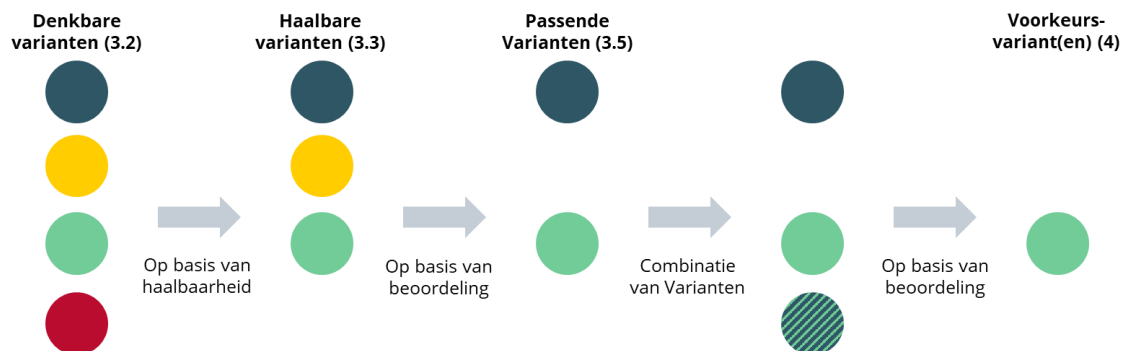 Denkbare
varianten (3.2)
Haalbare
varianten (3.3)
Passende
Varianten (3.5)
Voorkeurs-
variant(en) (4)
Op basis van
haalbaarheid
Op basis van
beoordeling
Combinatie
van Varianten
Op basis van
beoordeling